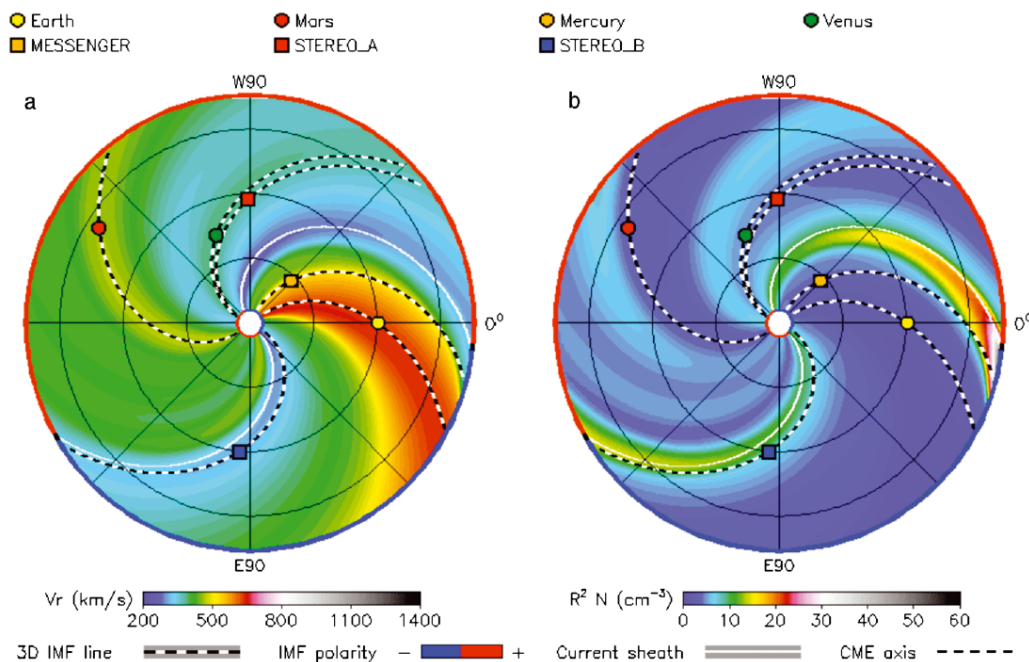 Earth Mars Mercury Venus
MESSENGER STEREO_A STEREO_B
W90 W90
a b
0° 0°
E90 E90
Vr (km/s) R² N (cm⁻³)
200 500 800 1100 1400 0 10 20 30 40 50 60
3D IMF line IMF polarity - + Current sheath CME axis